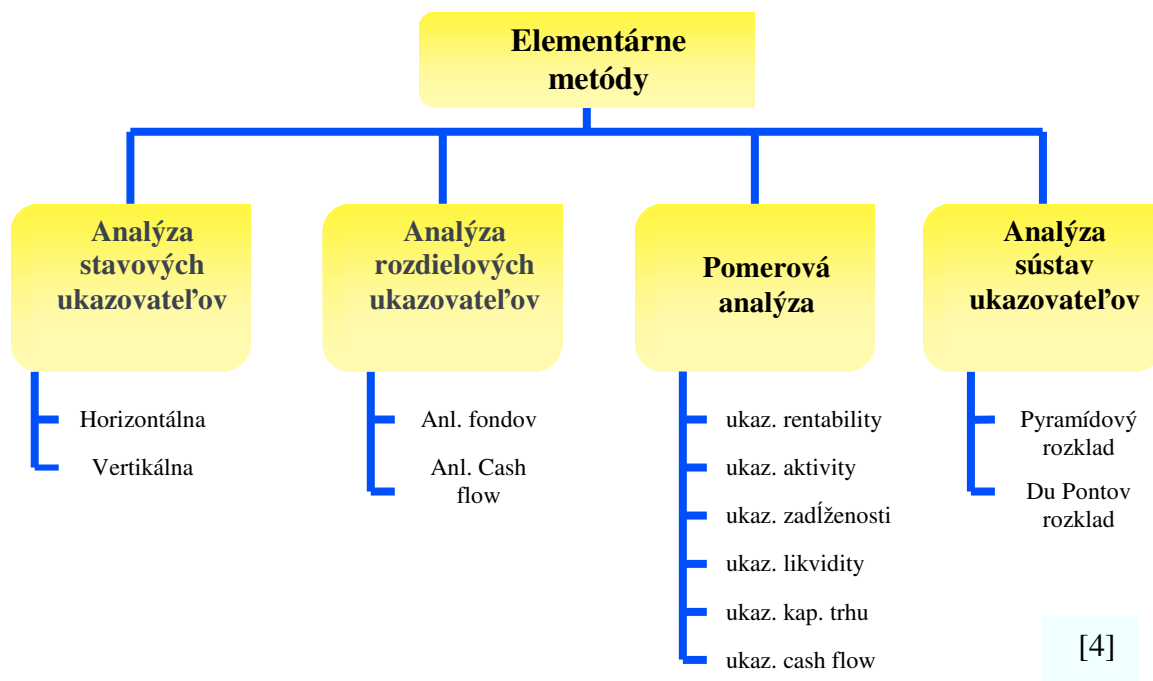 Elementárne
metódy
Analýza
stavových
ukazovateľov
Horizontálna
Vertikálna
Analýza
rozdielových
ukazovateľov
Anl. fondov
Anl. Cash
flow
Pomerová
analýza
ukaz. rentability
ukaz. aktivity
ukaz. zadĺženosti
ukaz. likvidity
ukaz. kap. trhu
ukaz. cash flow
Analýza
sústav
ukazovateľov
Pyramídový
rozklad
Du Pontov
rozklad
[4]